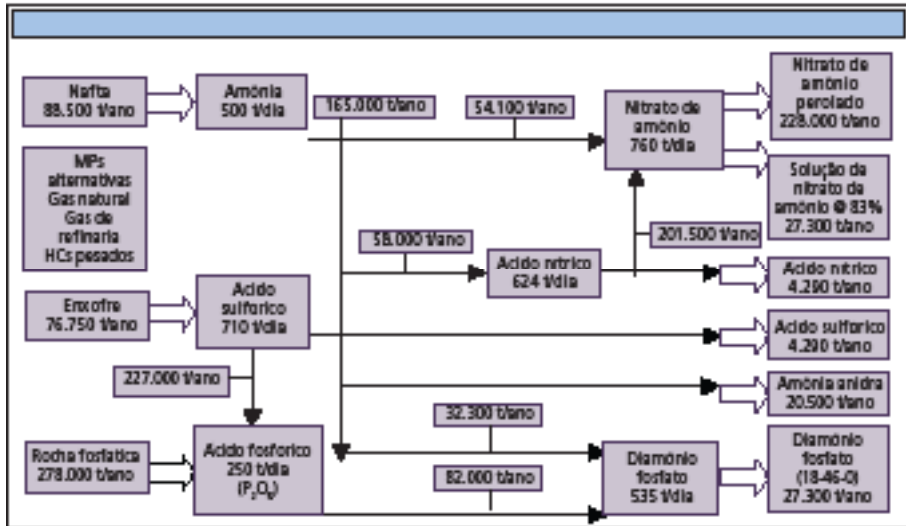 Nafta
88.500 t/ano
Amônia
500 t/dia
165.000 t/ano
54.100 t/ano
Nitrato de
amônio
760 t/dia
Nitrato de
amônio
perolado
228.000 t/ano
MPs
alternativas
Gas natural
Gas de
refinaria
HCs pesados
Solução de
nitrato de
amônio @ 83%
27.300 t/ano
58.000 t/ano
201.500 t/ano
Acido nítrico
624 t/dia
Acido nítrico
4.290 t/ano
Enxofre
76.750 t/ano
Acido
sulfórico
710 t/dia
Acido sulfórico
4.290 t/ano
227.000 t/ano
Amônia anidra
20.500 t/ano
32.300 t/ano
Rocha fosfatica
278.000 t/ano
Acido fosforico
250 t/dia
82.000 t/ano
Diamônio
fosfato
535 t/dia
Diamônio
fosfato
(18-46-0)
27.300 t/ano